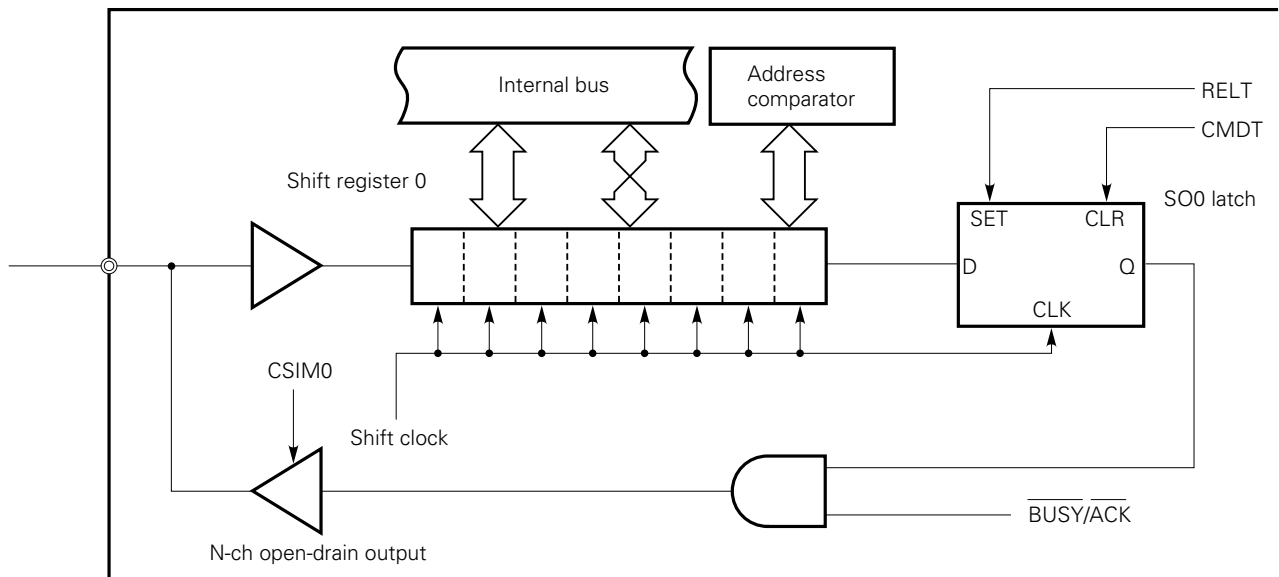 Internal bus
Address
comparator
RELT
CMDT
Shift register 0
SO0 latch
SET
CLR
D
Q
CLK
CSIM0
Shift clock
BUSY/ACK
N-ch open-drain output